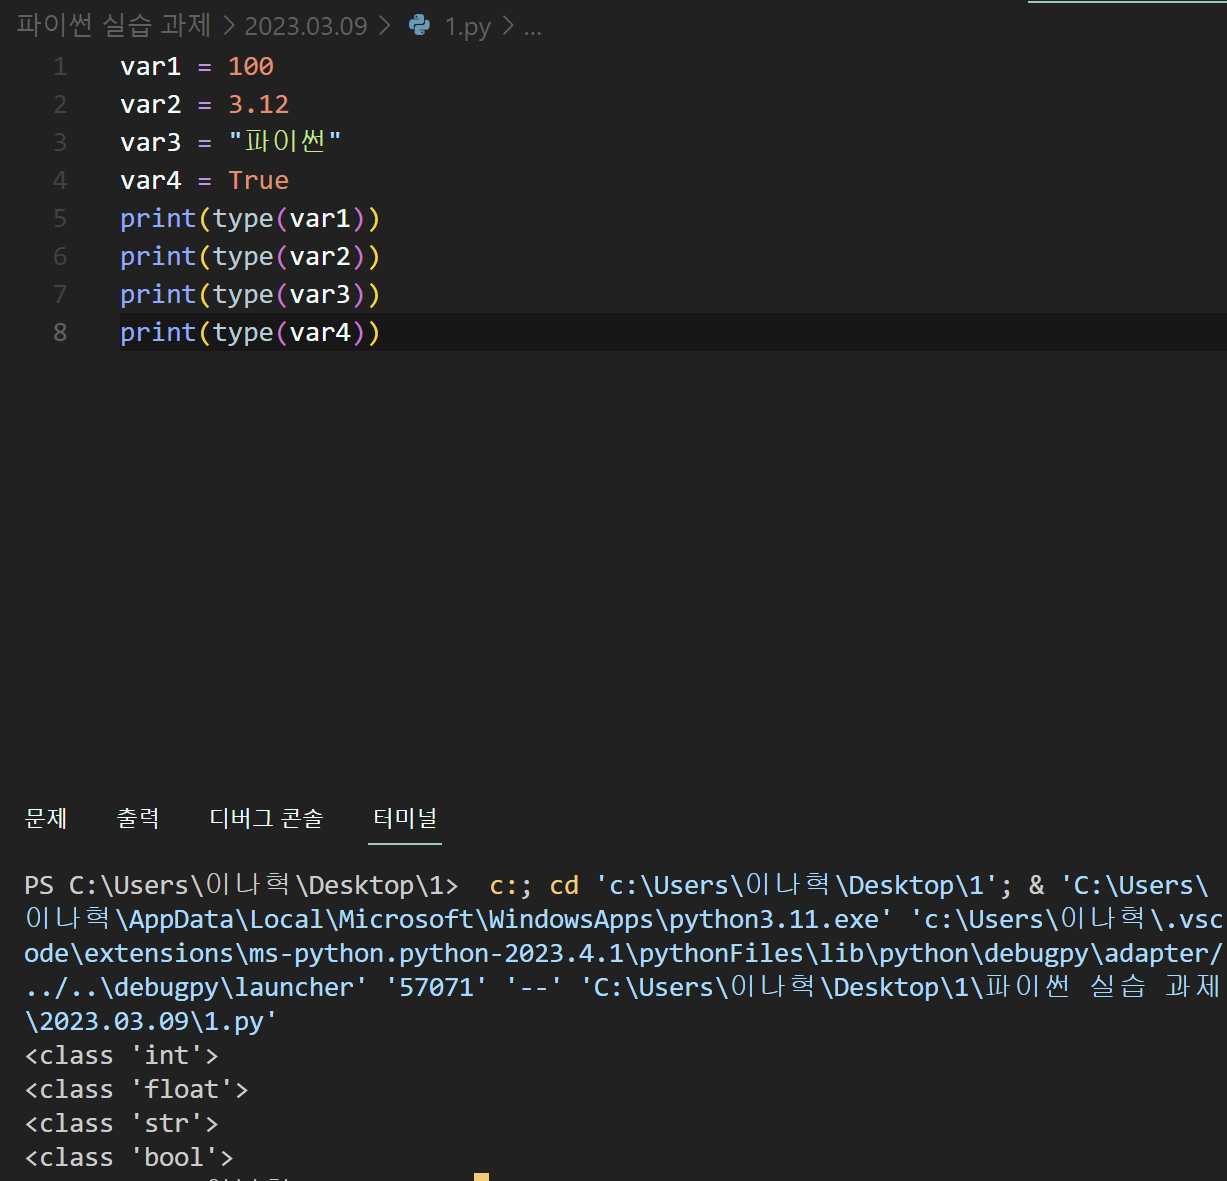 파이썬 실습 과제 > 2023.03.09 > 1.py > ...
1 var1 = 100
2 var2 = 3.12
3 var3 = "파이썬"
4 var4 = True
5 print(type(var1))
6 print(type(var2))
7 print(type(var3))
8 print(type(var4))
문제 출력 디버그 콘솔 터미널
PS C:\Users\이나혁\Desktop\1>  c:; cd 'c:\Users\이나혁\Desktop\1'; & 'C:\Users\
이나혁\AppData\Local\Microsoft\WindowsApps\python3.11.exe' 'c:\Users\이나혁\.vsc
ode\extensions\ms-python.python-2023.4.1\pythonFiles\lib\python\debugpy\adapter/
../..\debugpy\launcher' '57071' '--' 'C:\Users\이나혁\Desktop\1\파이썬 실습 과제
\2023.03.09\1.py'
<class 'int'>
<class 'float'>
<class 'str'>
<class 'bool'>